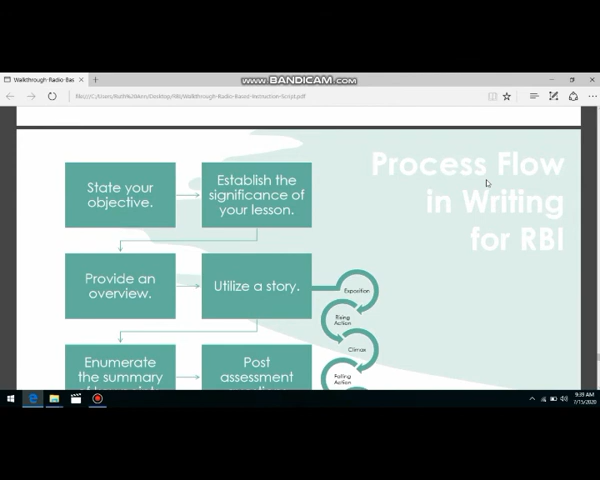 www.BANDICAM.com
Walkthrough-Radio-Bas
Process Flow
in Writing
for RBI
State your
objective.
Establish the
significance of
your lesson.
Provide an
overview.
Utilize a story.
Exposition
Rising
Action
Climax
Falling
Action
Enumerate
the summary
Post
assessment
9:39 AM
7/15/2020